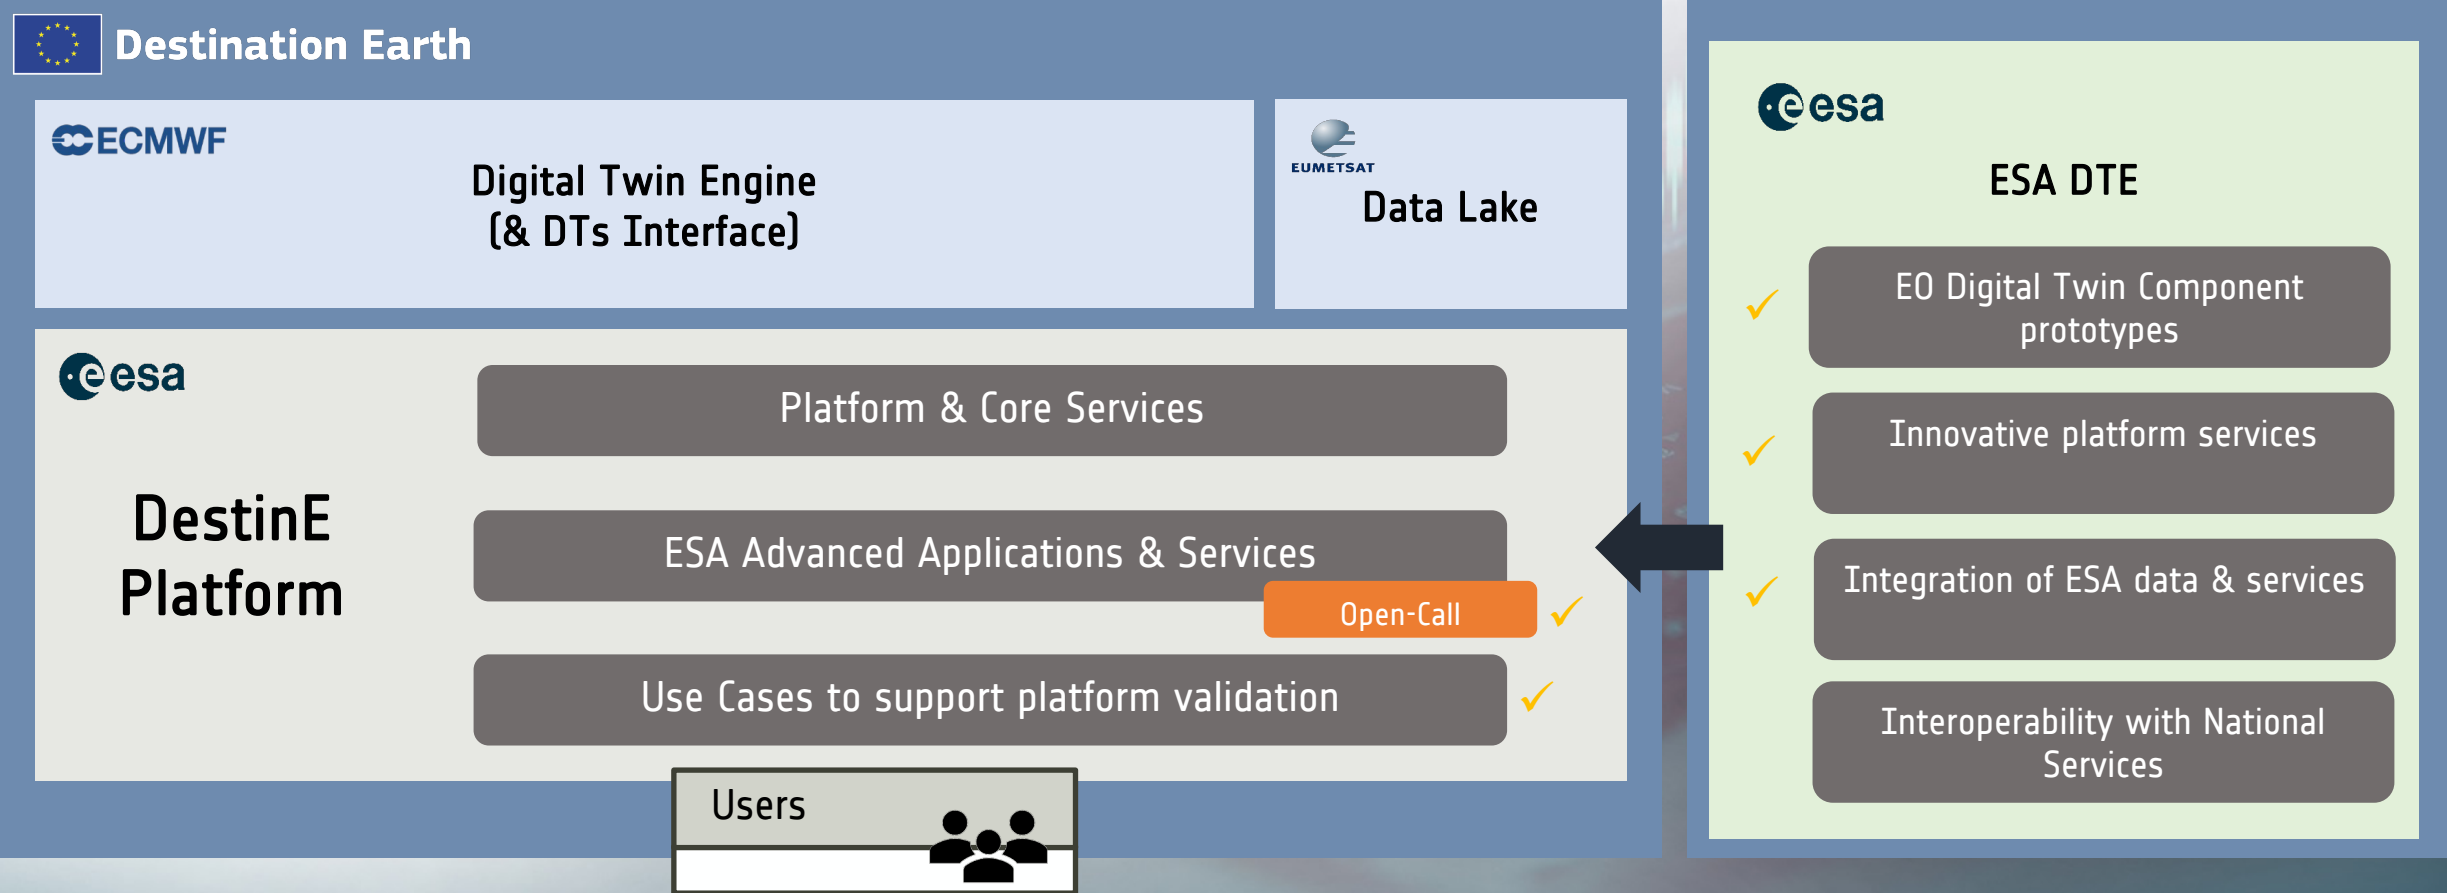 Destination Earth
ECMWF
Digital Twin Engine
(& DTs Interface)
EUMETSAT
Data Lake
esa
DestinE
Platform
Platform & Core Services
ESA Advanced Applications & Services
Open-Call
Use Cases to support platform validation
Users
esa
ESA DTE
EO Digital Twin Component
prototypes
Innovative platform services
Integration of ESA data & services
Interoperability with National
Services